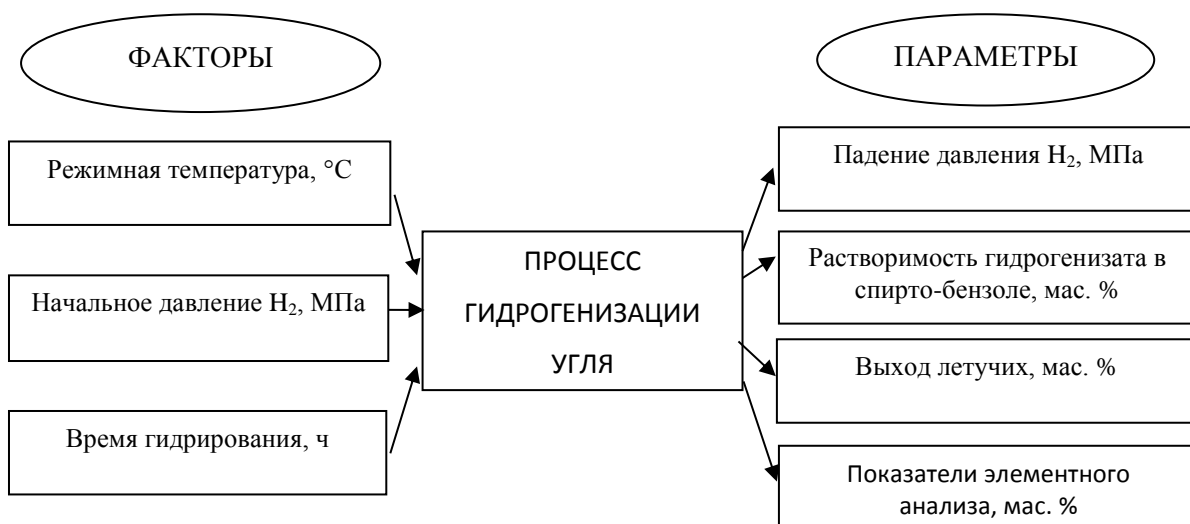 ФАКТОРЫ
Режимная температура, °С
Начальное давление H₂, МПа
Время гидрирования, ч
ПРОЦЕСС
ГИДРОГЕНИЗАЦИИ
УГЛЯ
ПАРАМЕТРЫ
Падение давления H₂, МПа
Растворимость гидрогенизата в
спирто-бензоле, мас. %
Выход летучих, мас. %
Показатели элементного
анализа, мас. %